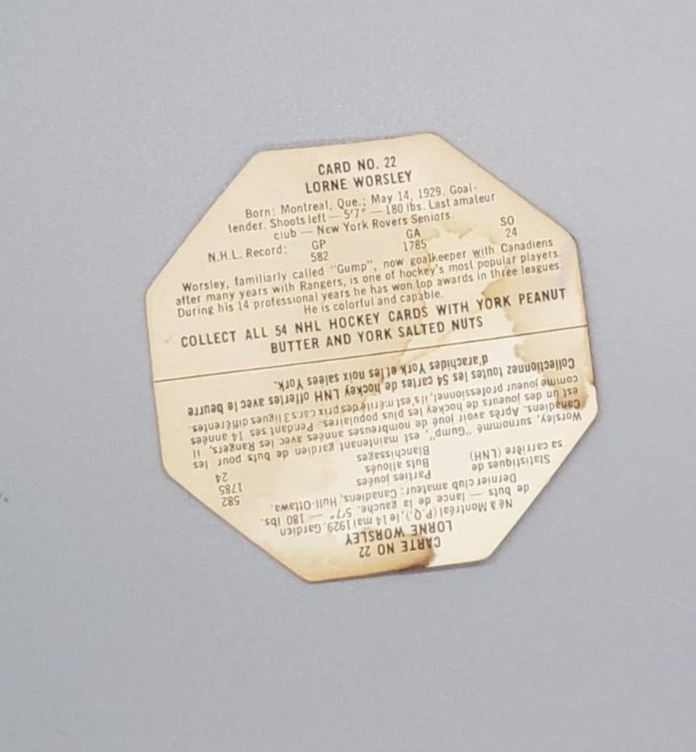 CARD NO. 22
LORNE WORSLEY
Born: Montreal, Que.; May 14, 1929. Goal-
tender. Shoots left — 5'7" — 180 lbs. Last amateur
club — New York Rovers Seniors.
N.H.L. Record: GP GA SO
582 1785 24
Worsley, familiarly called "Gump", now goalkeeper with Canadiens
after many years with Rangers, is one of hockey's most popular players.
During his 14 professional years he has won top awards in three leagues.
He is colorful and capable.
COLLECT ALL 54 NHL HOCKEY CARDS WITH YORK PEANUT
BUTTER AND YORK SALTED NUTS
CARTE NO 22
LORNE WORSLEY
Né à Montréal (P.Q.), le 14 mai 1929. Gardien
de buts — lance de la gauche. 5'7" — 180 lbs.
Dernier club amateur: Canadiens, Hull-Ottawa.
Statistiques de Parties jouées 582
sa carrière (LNH) Buts alloués 1785
Blanchissages 24
Worsley, surnommé "Gump", est maintenant gardien de buts pour les
Canadiens. Après avoir joué de nombreuses années avec les Rangers, il
est un des joueurs de hockey les plus populaires. Pendant ses 14 années
comme joueur professionnel, il s'est mérité des prix cars 3 ligues différentes.
Collectionnez toutes les 54 cartes de hockey LNH offertes avec le beurre
d'arachides York et les noix salées York.